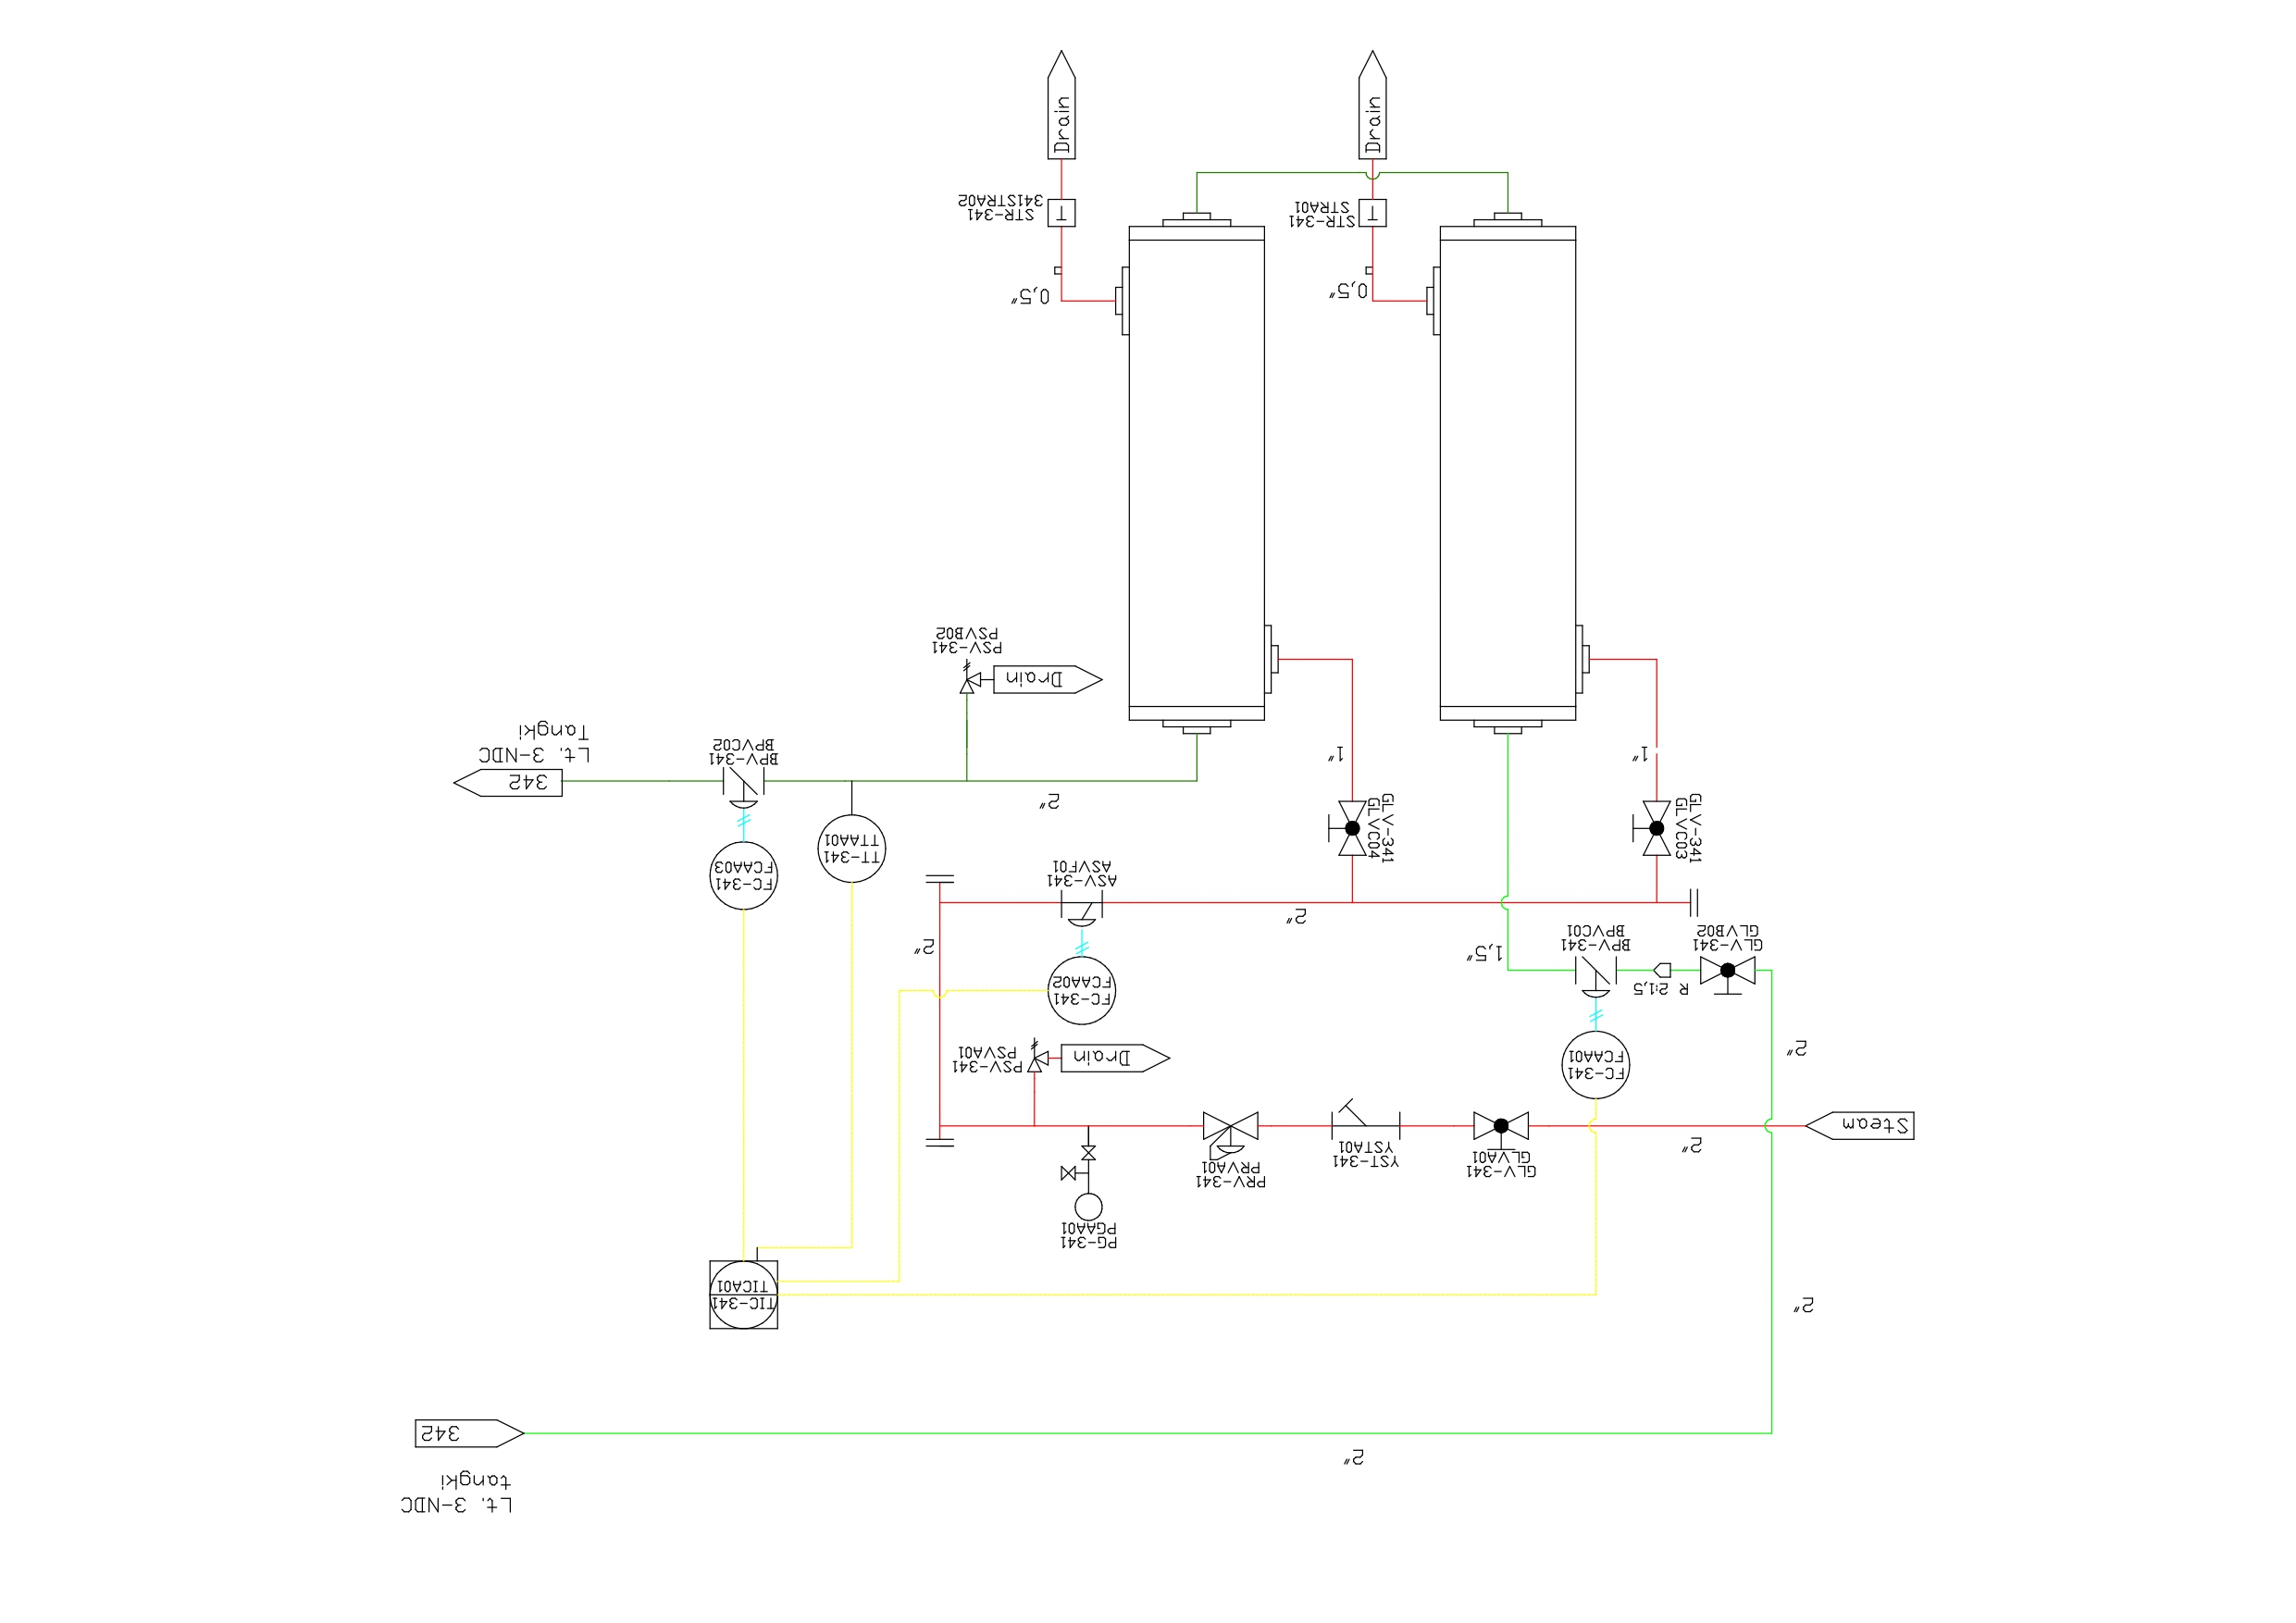 Drain
Drain
STR-341
341STRA02
STR-341
STRA01
0,5"
0,5"
PSV-341
PSVB02
Drain
Lt. 3-NDC
Tangki
342
BPV-341
BPVC02
1"
1"
2"
GLV-341
GLVC04
GLV-341
GLVC03
TT-341
TTAA01
FC-341
FCAA03
ASV-341
ASVF01
2"
2"
1,5"
BPV-341
BPVC01
GLV-341
GLVB02
FC-341
FCAA02
R 2:1,5
2"
PSV-341
PSVA01
Drain
FC-341
FCAA01
Steam
2"
YST-341
YSTA01
GLV-341
GLVA01
PRV-341
PRVA01
PG-341
PGAA01
TIC-341
TICA01
2"
342
2"
Lt. 3-NDC
tangki